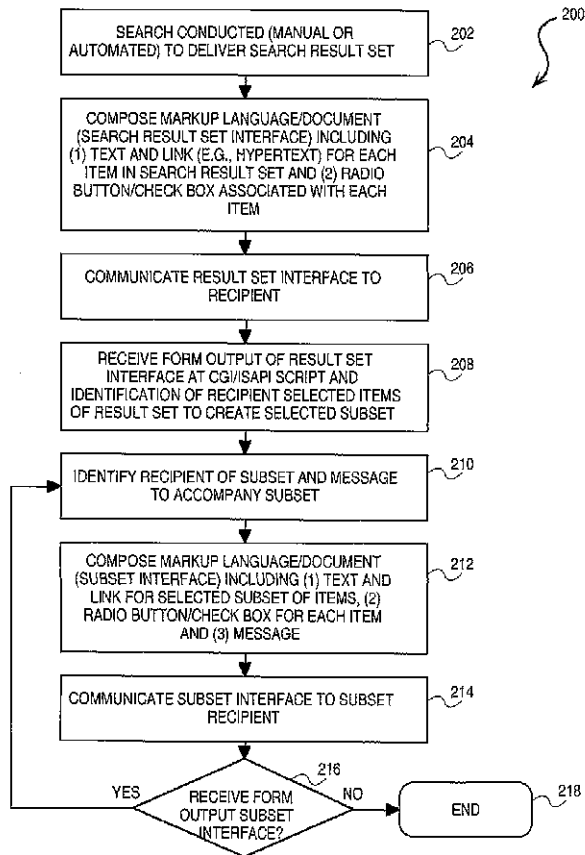 200
SEARCH CONDUCTED (MANUAL OR
AUTOMATED) TO DELIVER SEARCH RESULT SET
202
COMPOSE MARKUP LANGUAGE/DOCUMENT
(SEARCH RESULT SET INTERFACE) INCLUDING
(1) TEXT AND LINK (E.G., HYPERTEXT) FOR EACH
ITEM IN SEARCH RESULT SET AND (2) RADIO
BUTTON/CHECK BOX ASSOCIATED WITH EACH
ITEM
204
COMMUNICATE RESULT SET INTERFACE TO
RECIPIENT
206
RECEIVE FORM OUTPUT OF RESULT SET
INTERFACE AT CGI/ISAPI SCRIPT AND
IDENTIFICATION OF RECIPIENT SELECTED ITEMS
OF RESULT SET TO CREATE SELECTED SUBSET
208
IDENTIFY RECIPIENT OF SUBSET AND MESSAGE
TO ACCOMPANY SUBSET
210
COMPOSE MARKUP LANGUAGE/DOCUMENT
(SUBSET INTERFACE) INCLUDING (1) TEXT AND
LINK FOR SELECTED SUBSET OF ITEMS, (2)
RADIO BUTTON/CHECK BOX FOR EACH ITEM
AND (3) MESSAGE
212
COMMUNICATE SUBSET INTERFACE TO SUBSET
RECIPIENT
214
216
YES
RECEIVE FORM
OUTPUT SUBSET
INTERFACE?
NO
END
218